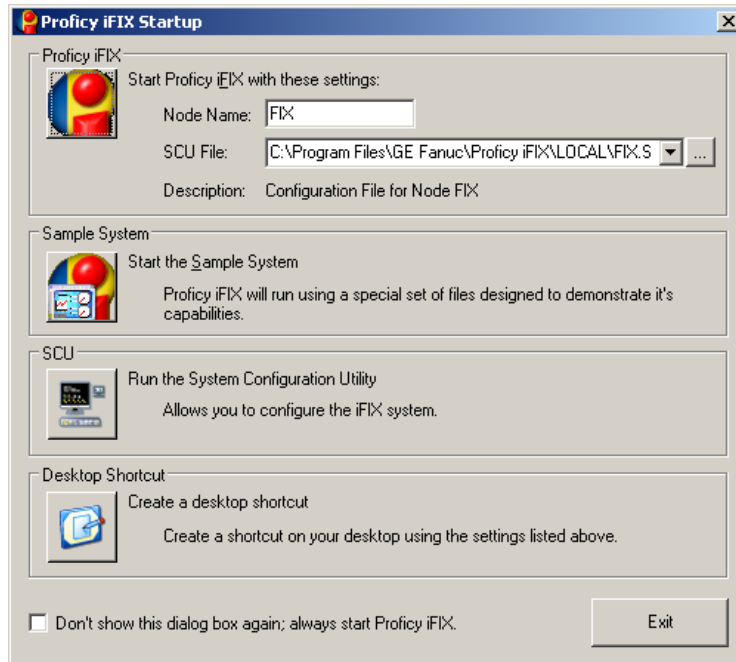 Proficy iFIX Startup
Proficy iFIX
Start Proficy iFIX with these settings:
Node Name: FIX
SCU File: C:\Program Files\GE Fanuc\Proficy iFIX\LOCAL\FIX.S ...
Description: Configuration File for Node FIX
Sample System
Start the Sample System
Proficy iFIX will run using a special set of files designed to demonstrate it's
capabilities.
SCU
Run the System Configuration Utility
Allows you to configure the iFIX system.
Desktop Shortcut
Create a desktop shortcut
Create a shortcut on your desktop using the settings listed above.
Don't show this dialog box again; always start Proficy iFIX.
Exit